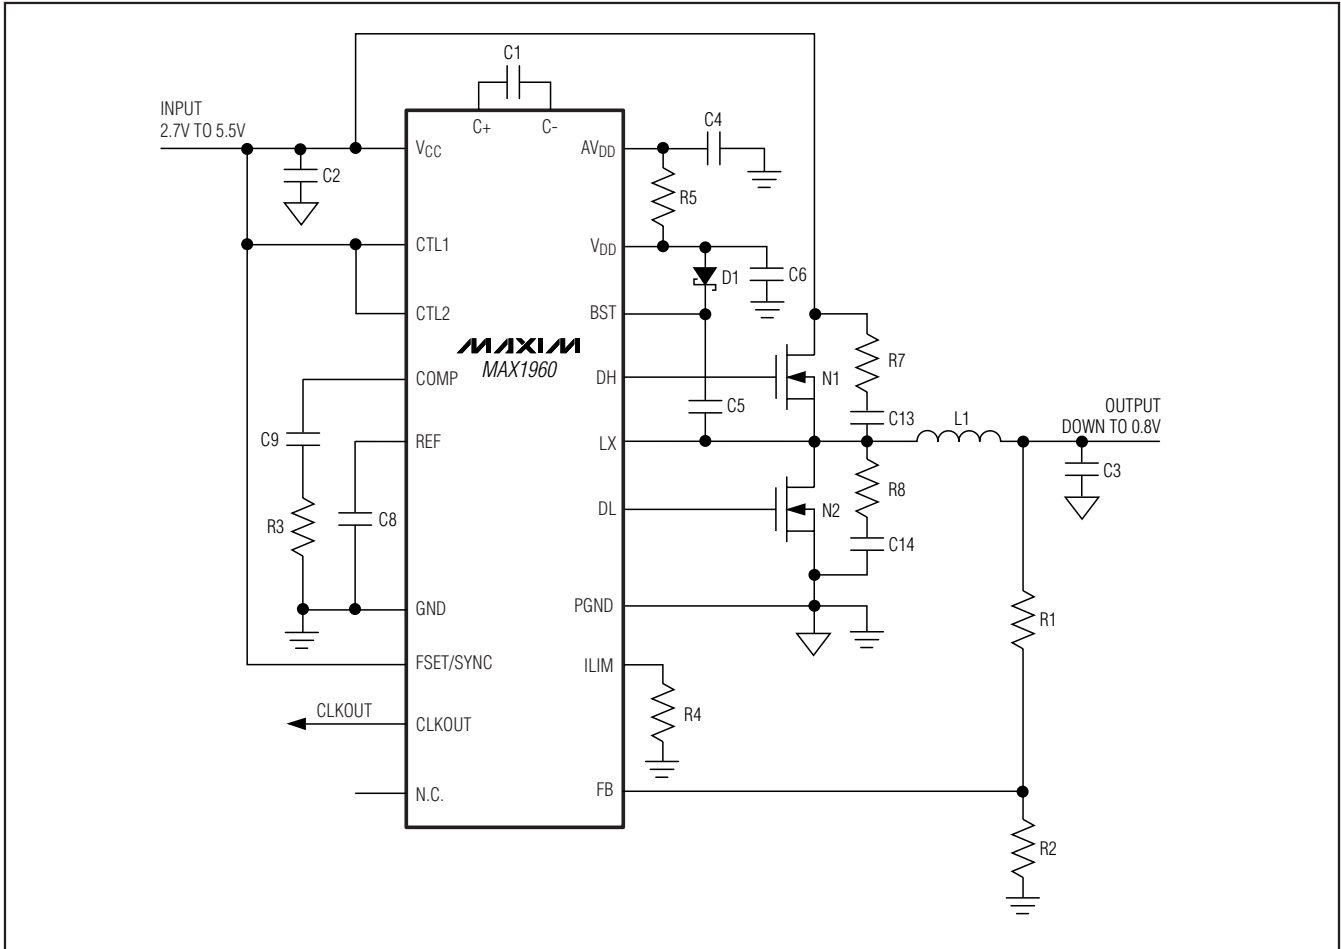 C1
INPUT
2.7V TO 5.5V
C+
C-
C4
VCC
AVDD
C2
R5
CTL1
VDD
D1
C6
CTL2
BST
MAXIM
MAX1960
R7
COMP
DH
N1
C5
C13
OUTPUT
DOWN TO 0.8V
C9
REF
LX
L1
C3
R8
R3
C8
DL
N2
C14
GND
PGND
R1
FSET/SYNC
ILIM
CLKOUT
CLKOUT
R4
N.C.
FB
R2